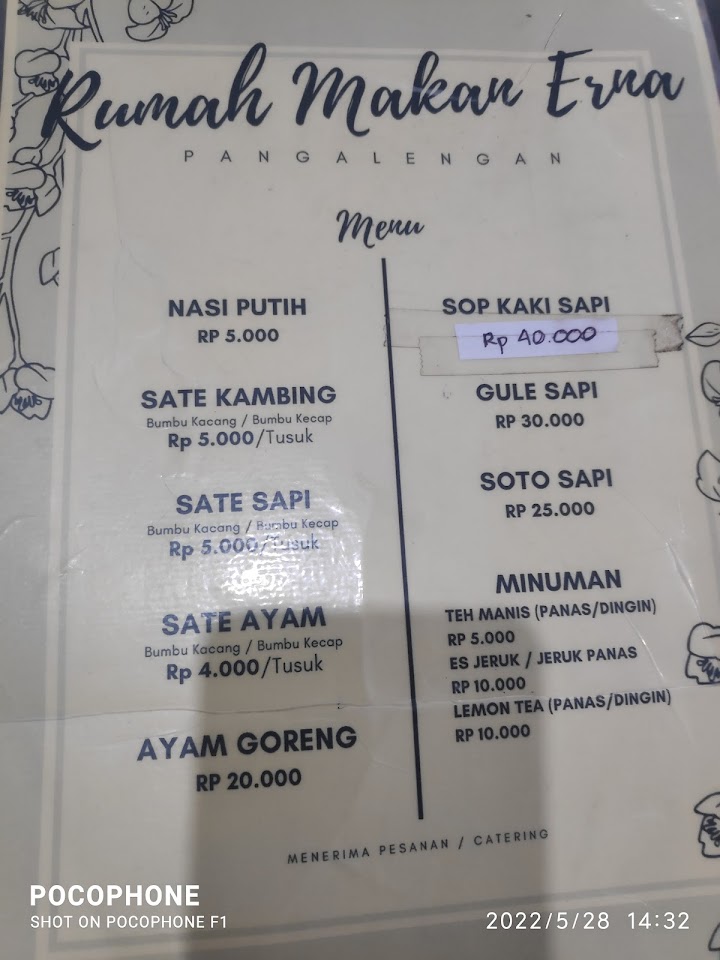 Rumah Makan Erna
PANGALENGAN
Menu
NASI PUTIH
RP 5.000
SATE KAMBING
Bumbu Kacang / Bumbu Kecap
Rp 5.000/Tusuk
SATE SAPI
Bumbu Kacang / Bumbu Kecap
Rp 5.000/Tusuk
SATE AYAM
Bumbu Kacang / Bumbu Kecap
Rp 4.000/Tusuk
AYAM GORENG
RP 20.000
SOP KAKI SAPI
Rp 40.000
GULE SAPI
RP 30.000
SOTO SAPI
RP 25.000
MINUMAN
TEH MANIS (PANAS/DINGIN)
RP 5.000
ES JERUK / JERUK PANAS
RP 10.000
LEMON TEA (PANAS/DINGIN)
RP 10.000
MENERIMA PESANAN / CATERING
POCOPHONE
SHOT ON POCOPHONE F1
2022/5/28 14:32